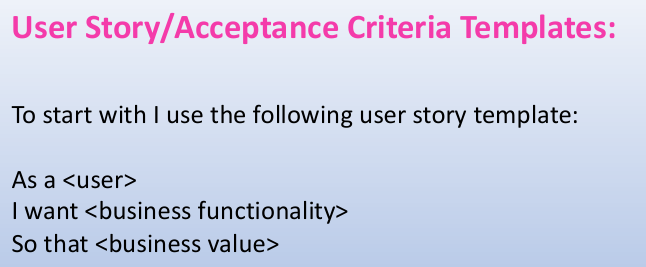 User Story/Acceptance Criteria Templates:
To start with I use the following user story template:
As a <user>
I want <business functionality>
So that <business value>